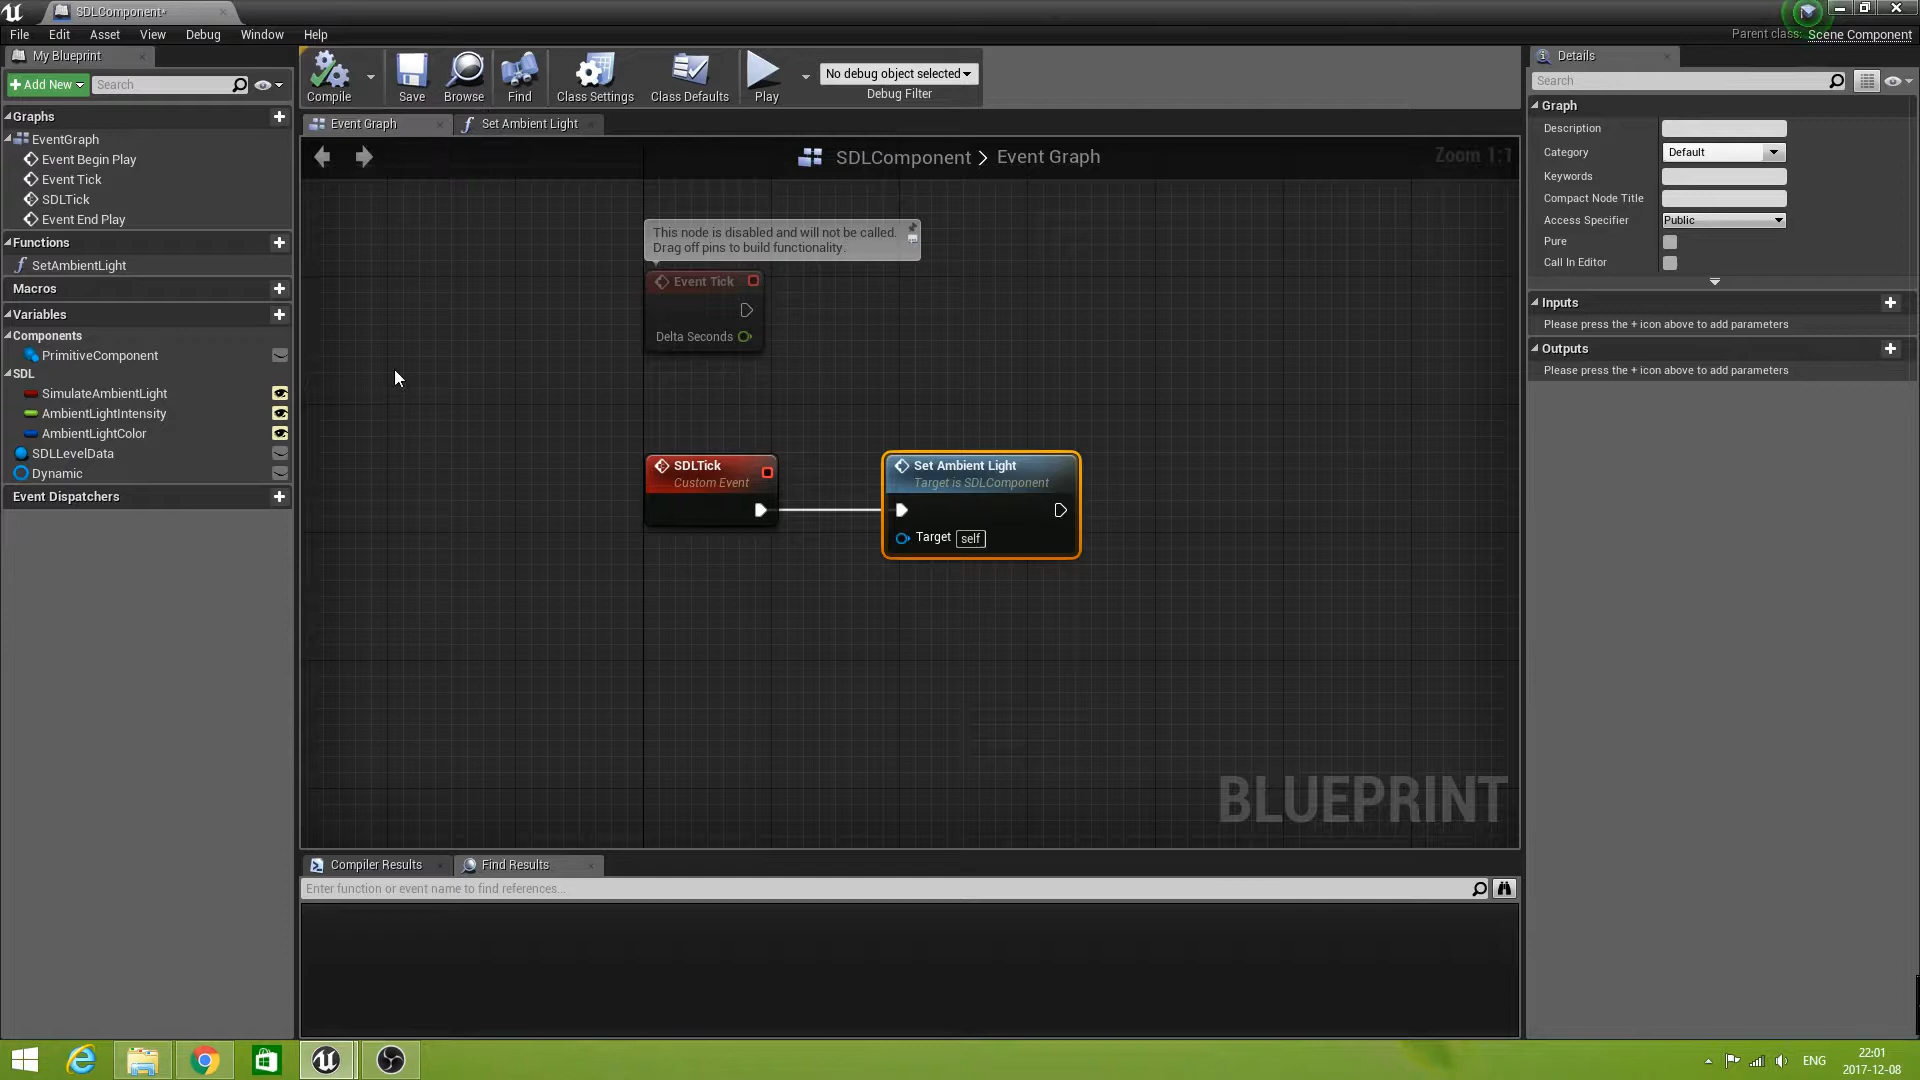 SDLComponent*
File Edit Asset View Debug Window Help
Parent class: Scene Component
My Blueprint
Add New
Search
Graphs
EventGraph
Event Begin Play
Event Tick
SDLTick
Event End Play
Functions
SetAmbientLight
Macros
Variables
Components
PrimitiveComponent
SDL
SimulateAmbientLight
AmbientLightIntensity
AmbientLightColor
SDLLevelData
Dynamic
Event Dispatchers
Compile
Save
Browse
Find
Class Settings
Class Defaults
Play
No debug object selected
Debug Filter
Event Graph
Set Ambient Light
SDLComponent > Event Graph
Zoom 1:1
This node is disabled and will not be called.
Drag off pins to build functionality.
Event Tick
Delta Seconds
SDLTick
Custom Event
Set Ambient Light
Target is SDLComponent
Target self
BLUEPRINT
Compiler Results
Find Results
Enter function or event name to find references...
Details
Search
Graph
Description
Category Default
Keywords
Compact Node Title
Access Specifier Public
Pure
Call In Editor
Inputs
Please press the + icon above to add parameters
Outputs
Please press the + icon above to add parameters
ENG
22:01
2017-12-08